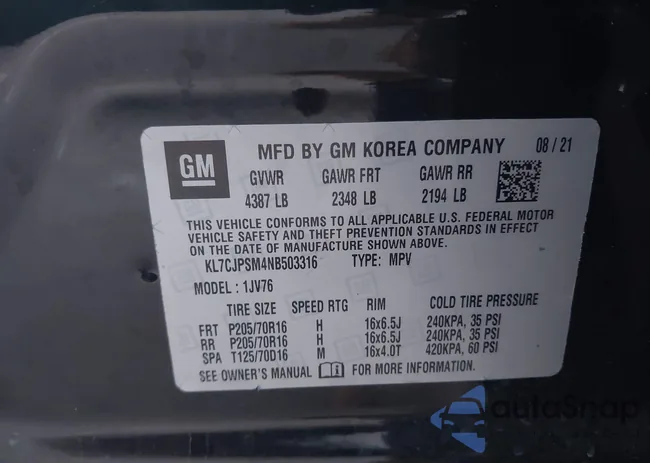 GM
MFD BY GM KOREA COMPANY 08 / 21
GVWR GAWR FRT GAWR RR
4387 LB 2348 LB 2194 LB
THIS VEHICLE CONFORMS TO ALL APPLICABLE U.S. FEDERAL MOTOR
VEHICLE SAFETY AND THEFT PREVENTION STANDARDS IN EFFECT ON THE
DATE OF MANUFACTURE SHOWN ABOVE.
KL7CJPSM4NB503316 TYPE: MPV
MODEL : 1JV76
TIRE SIZE SPEED RTG RIM COLD TIRE PRESSURE
FRT P205/70R16 H 16x6.5J 240KPA, 35 PSI
RR P205/70R16 H 16x6.5J 240KPA, 35 PSI
SPA T125/70D16 M 16x4.0T 420KPA, 60 PSI
SEE OWNER'S MANUAL FOR MORE INFORMATION.
autoSnap